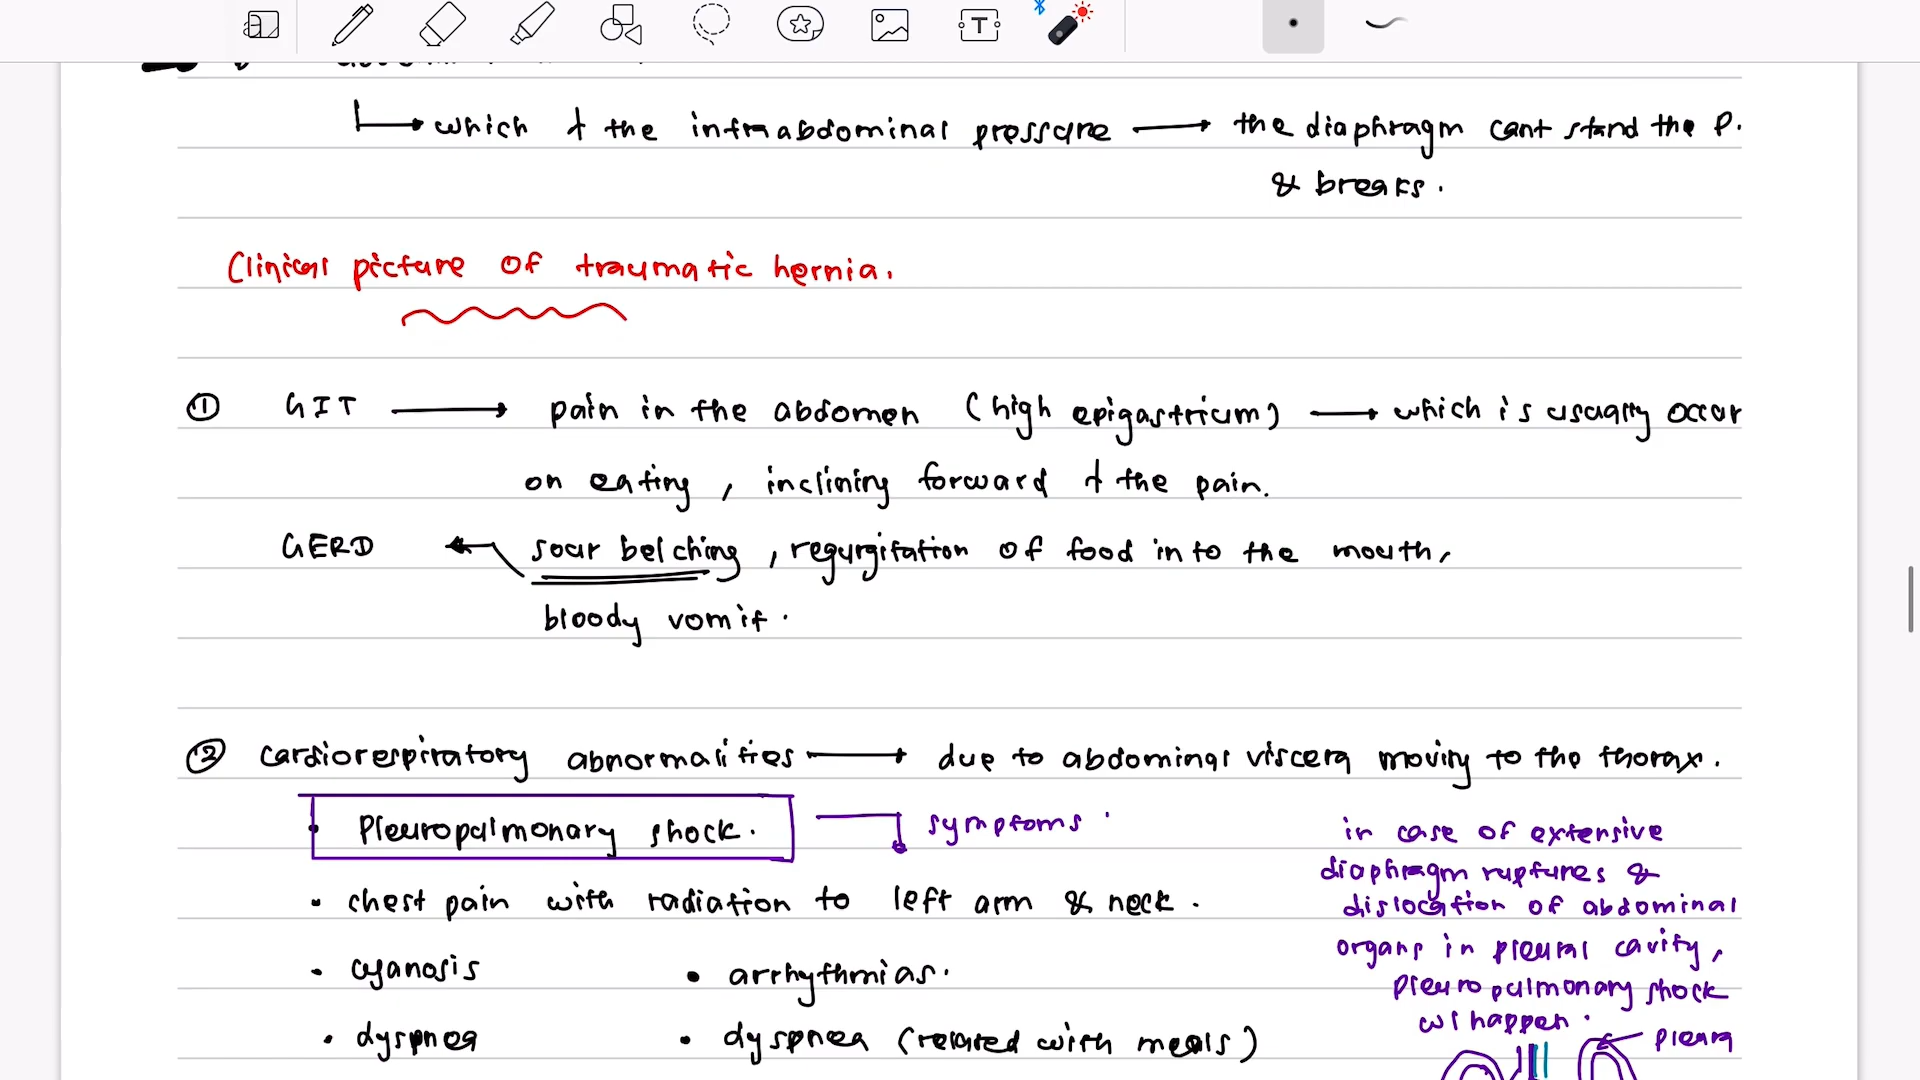 which ↑ the intraabdominal pressure → the diaphragm cant stand the P.
& breaks.
Clinical picture of traumatic hernia.
① GIT → pain in the abdomen (high epigastrium) → which is usually occur
on eating, inclining forward ↑ the pain.
GERD ← sour belching, regurgitation of food into the mouth,
bloody vomit.
② cardiorespiratory abnormalities → due to abdominal viscera moving to the thorax.
• Pleuropulmonary shock. symptoms
• chest pain with radiation to left arm & neck.
• cyanosis • arrhythmias.
• dyspnea • dyspnea (related with meals)
in case of extensive
diaphragm ruptures &
dislocation of abdominal
organs in pleural cavity,
pleuropulmonary shock
wl happen.
pleura